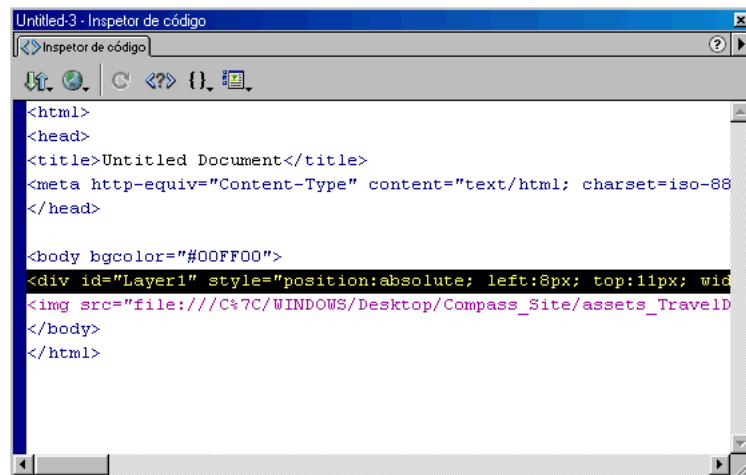 Untitled-3 - Inspetor de código
Inspetor de código
<html>
<head>
<title>Untitled Document</title>
<meta http-equiv="Content-Type" content="text/html; charset=iso-88
</head>
<body bgcolor="#00FF00">
<div id="Layer1" style="position:absolute; left:8px; top:11px; wid
<img src="file:///C%7C/WINDOWS/Desktop/Compass_Site/assets_TravelD
</body>
</html>